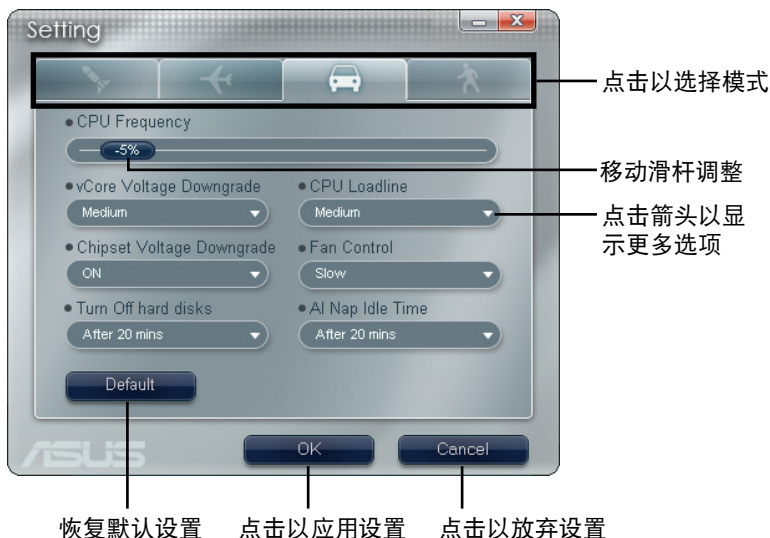 Setting
点击以选择模式
CPU Frequency
-5%
移动滑杆调整
vCore Voltage Downgrade
CPU Loadline
Medium
Medium
点击箭头以显
示更多选项
Chipset Voltage Downgrade
Fan Control
ON
Slow
Turn Off hard disks
AI Nap Idle Time
After 20 mins
After 20 mins
Default
ASUS
OK
Cancel
恢复默认设置
点击以应用设置
点击以放弃设置